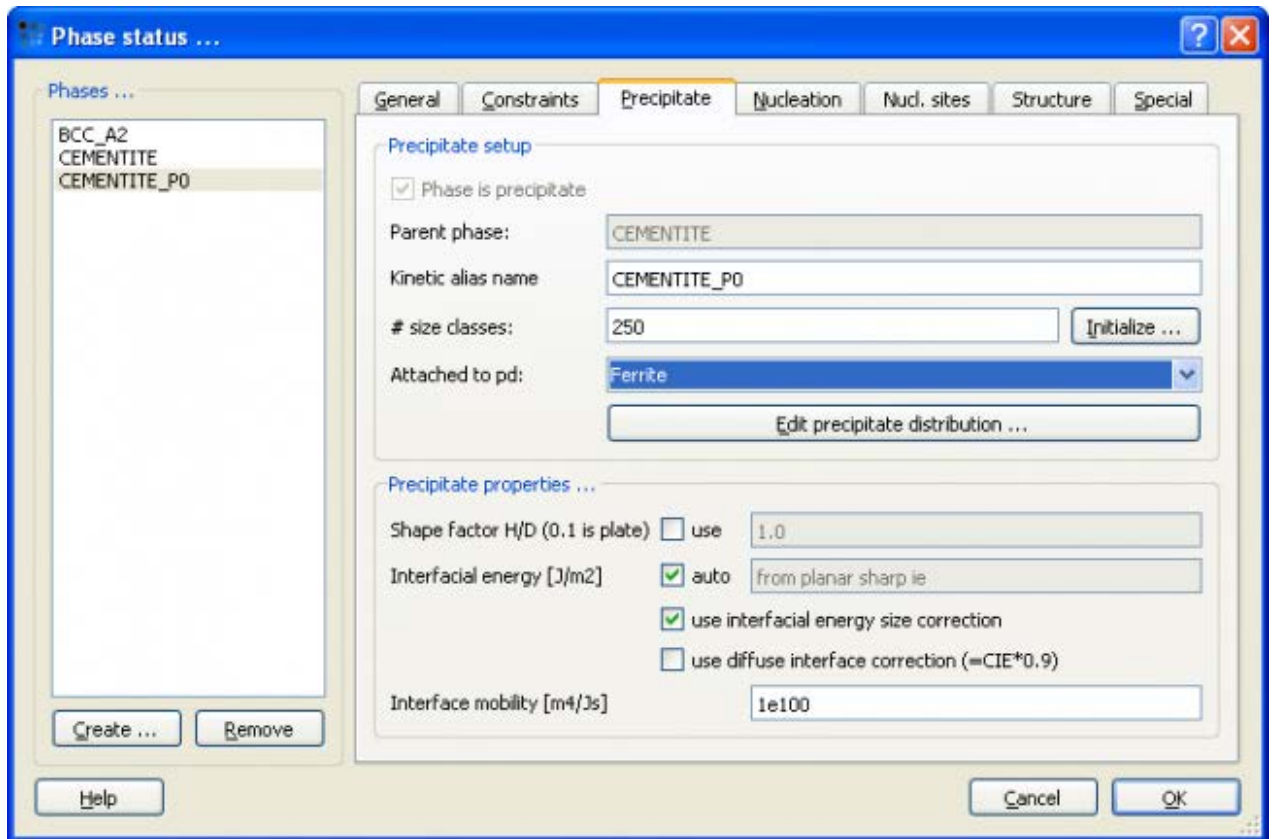 Phase status ...
Phases ...
BCC_A2
CEMENTITE
CEMENTITE_P0
Create ...
Remove
General Constraints Precipitate Nucleation Nucl. sites Structure Special
Precipitate setup
Phase is precipitate
Parent phase: CEMENTITE
Kinetic alias name CEMENTITE_P0
# size classes: 250 Initialize ...
Attached to pd: Ferrite
Edit precipitate distribution ...
Precipitate properties ...
Shape factor H/D (0.1 is plate) use 1.0
Interfacial energy [J/m2] auto from planar sharp ie
use interfacial energy size correction
use diffuse interface correction (=CIE*0.9)
Interface mobility [m4/Js] 1e100
Help Cancel OK